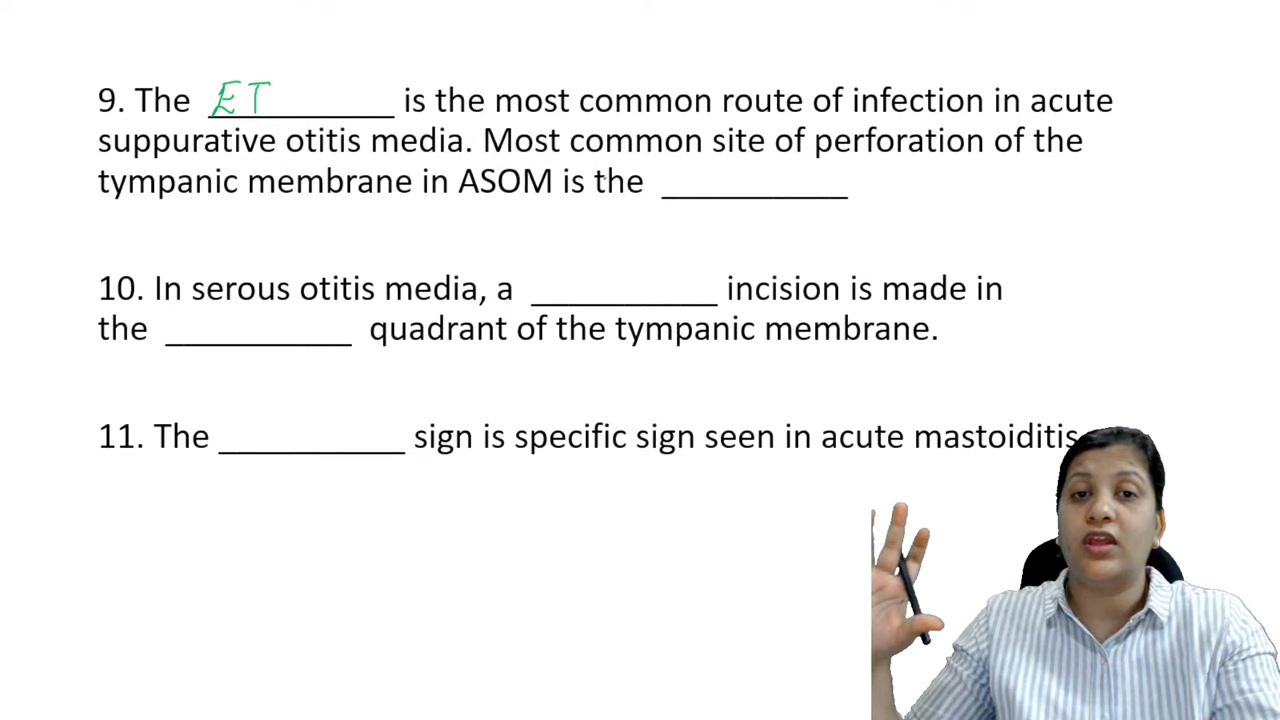 9. The ET is the most common route of infection in acute
suppurative otitis media. Most common site of perforation of the
tympanic membrane in ASOM is the ___________
10. In serous otitis media, a ___________ incision is made in
the ___________ quadrant of the tympanic membrane.
11. The ___________ sign is specific sign seen in acute mastoiditis